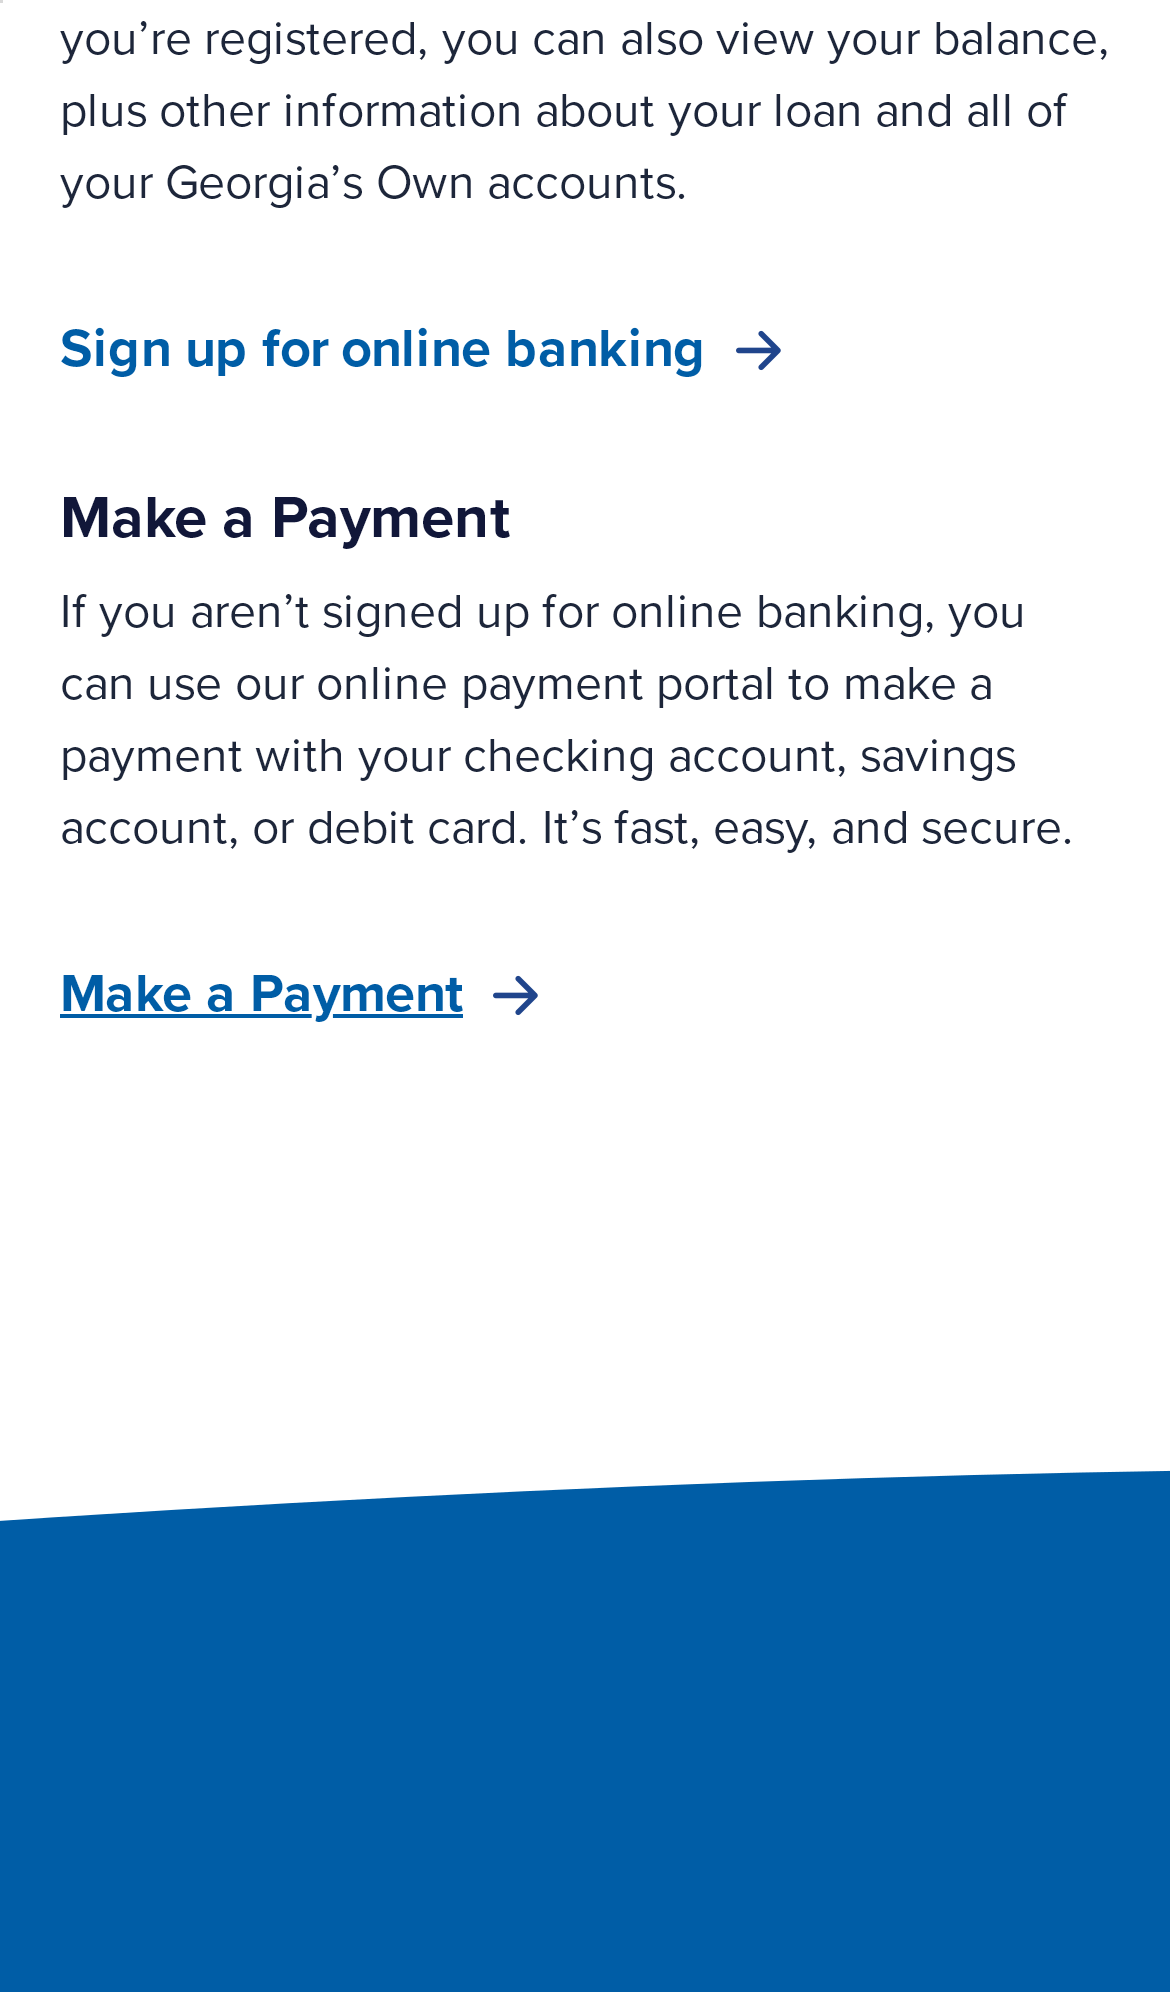 you’re registered, you can also view your balance,
plus other information about your loan and all of
your Georgia’s Own accounts.
Sign up for online banking
Make a Payment
If you aren’t signed up for online banking, you
can use our online payment portal to make a
payment with your checking account, savings
account, or debit card. It’s fast, easy, and secure.
Make a Payment